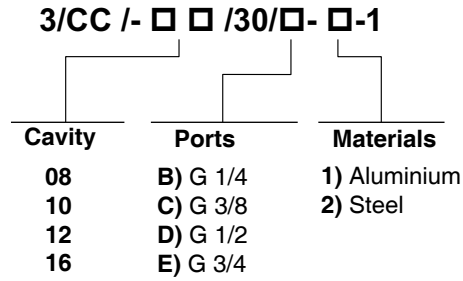 3/CC /- □ □ /30/□- □-1
Cavity Ports Materials
08 B) G 1/4 1) Aluminium
10 C) G 3/8 2) Steel
12 D) G 1/2
16 E) G 3/4